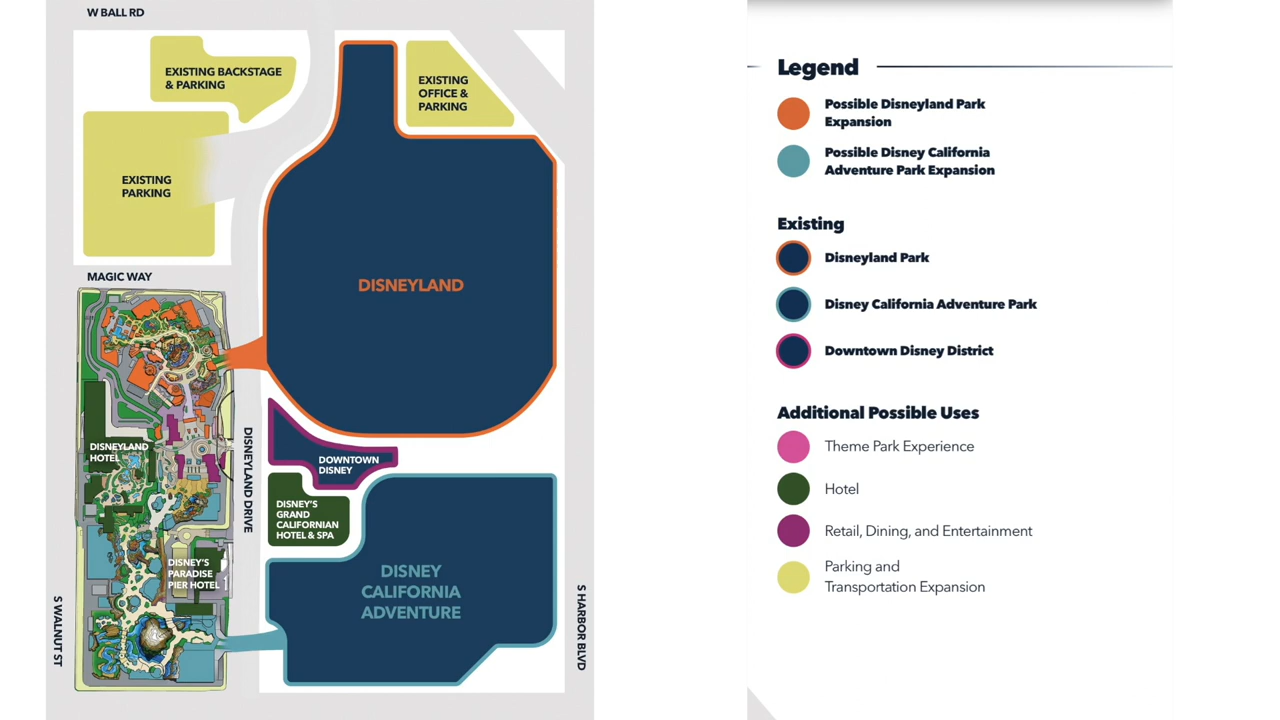 W BALL RD
EXISTING BACKSTAGE
& PARKING
EXISTING
OFFICE &
PARKING
EXISTING
PARKING
DISNEYLAND
MAGIC WAY
DISNEYLAND
HOTEL
DISNEYLAND DRIVE
DOWNTOWN
DISNEY
DISNEY'S
GRAND
CALIFORNIAN
HOTEL & SPA
DISNEY'S
PARADISE
PIER HOTEL
DISNEY
CALIFORNIA
ADVENTURE
S WALNUT ST
S HARBOR BLVD
Legend
Possible Disneyland Park
Expansion
Possible Disney California
Adventure Park Expansion
Existing
Disneyland Park
Disney California Adventure Park
Downtown Disney District
Additional Possible Uses
Theme Park Experience
Hotel
Retail, Dining, and Entertainment
Parking and
Transportation Expansion